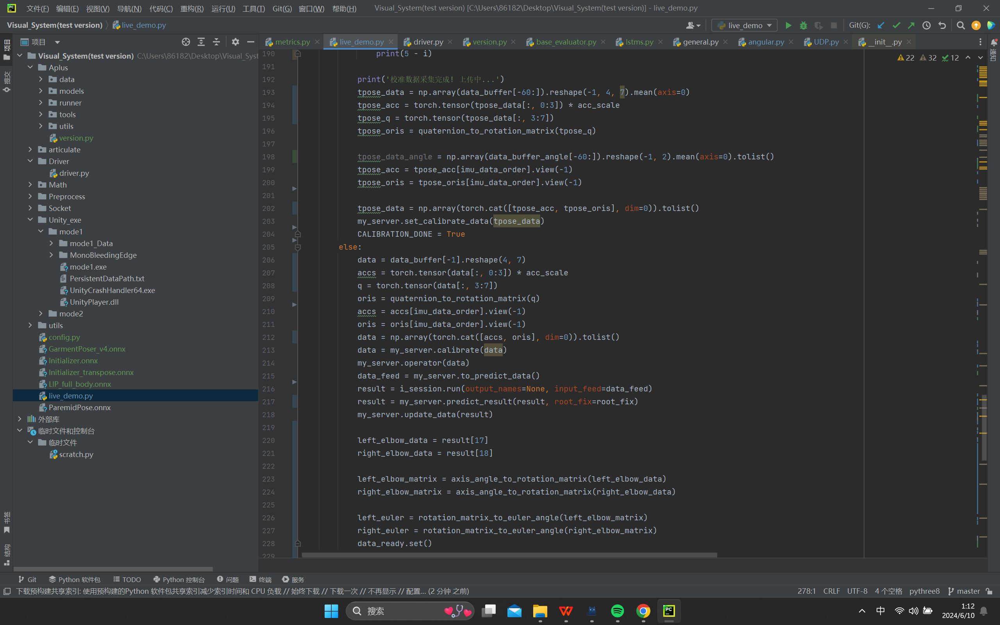 文件(F) 编辑(E) 视图(V) 导航(N) 代码(C) 重构(R) 运行(U) 工具(T) Git(G) 窗口(W) 帮助(H) Visual_System(test version) [C:\Users\86182\Desktop\Visual_System(test version)] - live_demo.py
Visual_System(test version) live_demo.py live_demo Git(G):
项目
提交
书签
结构
通知
项目
Visual_System(test version) C:\Users\86182\Desktop\Visual_Syst
Aplus
data
models
runner
tools
utils
version.py
articulate
Driver
driver.py
Math
Preprocess
Socket
Unity_exe
mode1
mode1_Data
MonoBleedingEdge
mode1.exe
PersistentDataPath.txt
UnityCrashHandler64.exe
UnityPlayer.dll
mode2
utils
config.py
GarmentPoser_v4.onnx
Initializer.onnx
Initializer_transpose.onnx
LIP_full_body.onnx
live_demo.py
ParemidPose.onnx
外部库
临时文件和控制台
临时文件
scratch.py
metrics.py live_demo.py driver.py version.py base_evaluator.py lstms.py general.py angular.py UDP.py __init__.py
22 32 12
190 print(5 - i)
191
192 print('校准数据采集完成! 上传中...')
193 tpose_data = np.array(data_buffer[-60:]).reshape(-1, 4, 7).mean(axis=0)
194 tpose_acc = torch.tensor(tpose_data[:, 0:3]) * acc_scale
195 tpose_q = torch.tensor(tpose_data[:, 3:7])
196 tpose_oris = quaternion_to_rotation_matrix(tpose_q)
197
198 tpose_data_angle = np.array(data_buffer_angle[-60:]).reshape(-1, 2).mean(axis=0).tolist()
199 tpose_acc = tpose_acc[imu_data_order].view(-1)
200 tpose_oris = tpose_oris[imu_data_order].view(-1)
201
202 tpose_data = np.array(torch.cat([tpose_acc, tpose_oris], dim=0)).tolist()
203 my_server.set_calibrate_data(tpose_data)
204 CALIBRATION_DONE = True
205 else:
206 data = data_buffer[-1].reshape(4, 7)
207 accs = torch.tensor(data[:, 0:3]) * acc_scale
208 q = torch.tensor(data[:, 3:7])
209 oris = quaternion_to_rotation_matrix(q)
210 accs = accs[imu_data_order].view(-1)
211 oris = oris[imu_data_order].view(-1)
212 data = np.array(torch.cat([accs, oris], dim=0)).tolist()
213 data = my_server.calibrate(data)
214 my_server.operator(data)
215 data_feed = my_server.to_predict_data()
216 result = i_session.run(output_names=None, input_feed=data_feed)
217 result = my_server.predict_result(result, root_fix=root_fix)
218 my_server.update_data(result)
219
220 left_elbow_data = result[17]
221 right_elbow_data = result[18]
222
223 left_elbow_matrix = axis_angle_to_rotation_matrix(left_elbow_data)
224 right_elbow_matrix = axis_angle_to_rotation_matrix(right_elbow_data)
225
226 left_euler = rotation_matrix_to_euler_angle(left_elbow_matrix)
227 right_euler = rotation_matrix_to_euler_angle(right_elbow_matrix)
228 data_ready.set()
229
Git Python 软件包 TODO Python 控制台 问题 终端 服务
下载预构建共享索引: 使用预构建的Python 软件包共享索引减少索引时间和 CPU 负载 // 始终下载 // 下载一次 // 不再显示 // 配置... (2 分钟 之前) 278:1 CRLF UTF-8 4 个空格 pythree8 master
搜索 中 1:12
2024/6/10